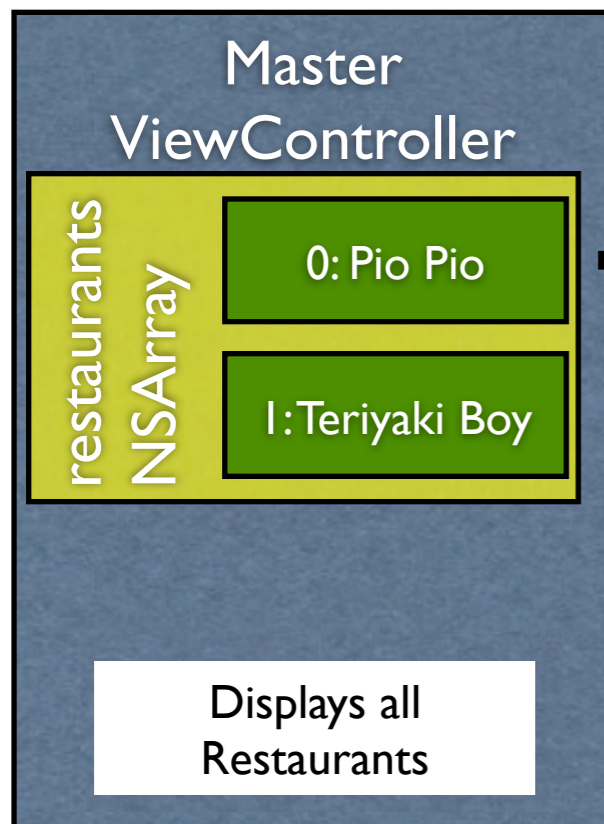 Master
ViewController
restaurants
NSArray
0: Pio Pio
1: Teriyaki Boy
Displays all
Restaurants